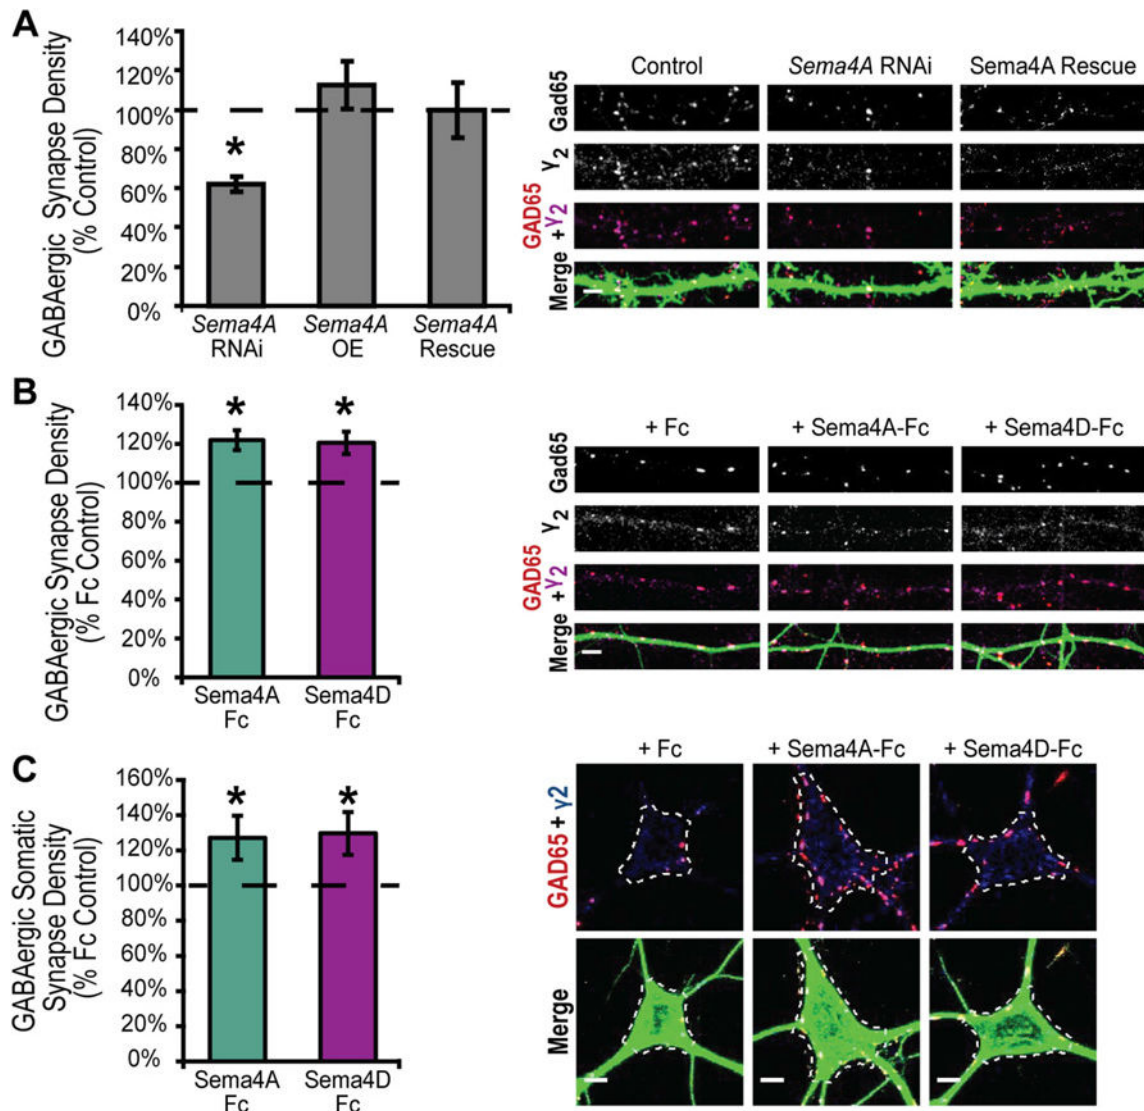 A
GABAergic Synapse Density
(% Control)
140%
120%
100%
80%
60%
40%
20%
0%
*
Sema4A
RNAi
Sema4A
OE
Sema4A
Rescue
Control
Sema4A RNAi
Sema4A Rescue
Gad65
γ2
GAD65
+γ2
Merge
B
GABAergic Synapse Density
(% Fc Control)
140%
120%
100%
80%
60%
40%
20%
0%
*
*
Sema4A
Fc
Sema4D
Fc
+ Fc
+ Sema4A-Fc
+ Sema4D-Fc
Gad65
γ2
GAD65
+γ2
Merge
C
GABAergic Somatic
Synapse Density
(% Fc Control)
160%
140%
120%
100%
80%
60%
40%
20%
0%
*
*
Sema4A
Fc
Sema4D
Fc
+ Fc
+ Sema4A-Fc
+ Sema4D-Fc
GAD65 + γ2
Merge